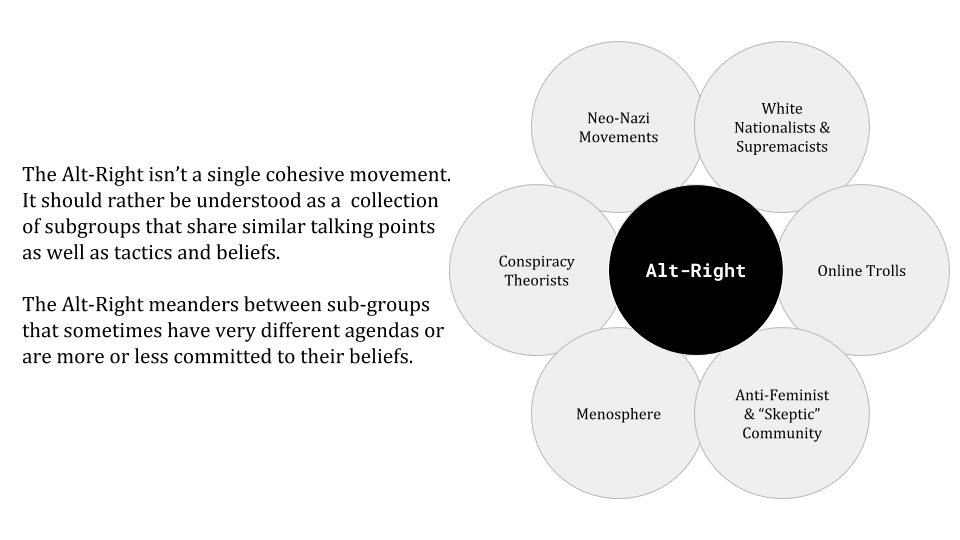 The Alt-Right isn’t a single cohesive movement.
It should rather be understood as a  collection
of subgroups that share similar talking points
as well as tactics and beliefs.
The Alt-Right meanders between sub-groups
that sometimes have very different agendas or
are more or less committed to their beliefs.
Neo-Nazi
Movements
White
Nationalists &
Supremacists
Conspiracy
Theorists
Alt-Right
Online Trolls
Menosphere
Anti-Feminist
& “Skeptic”
Community